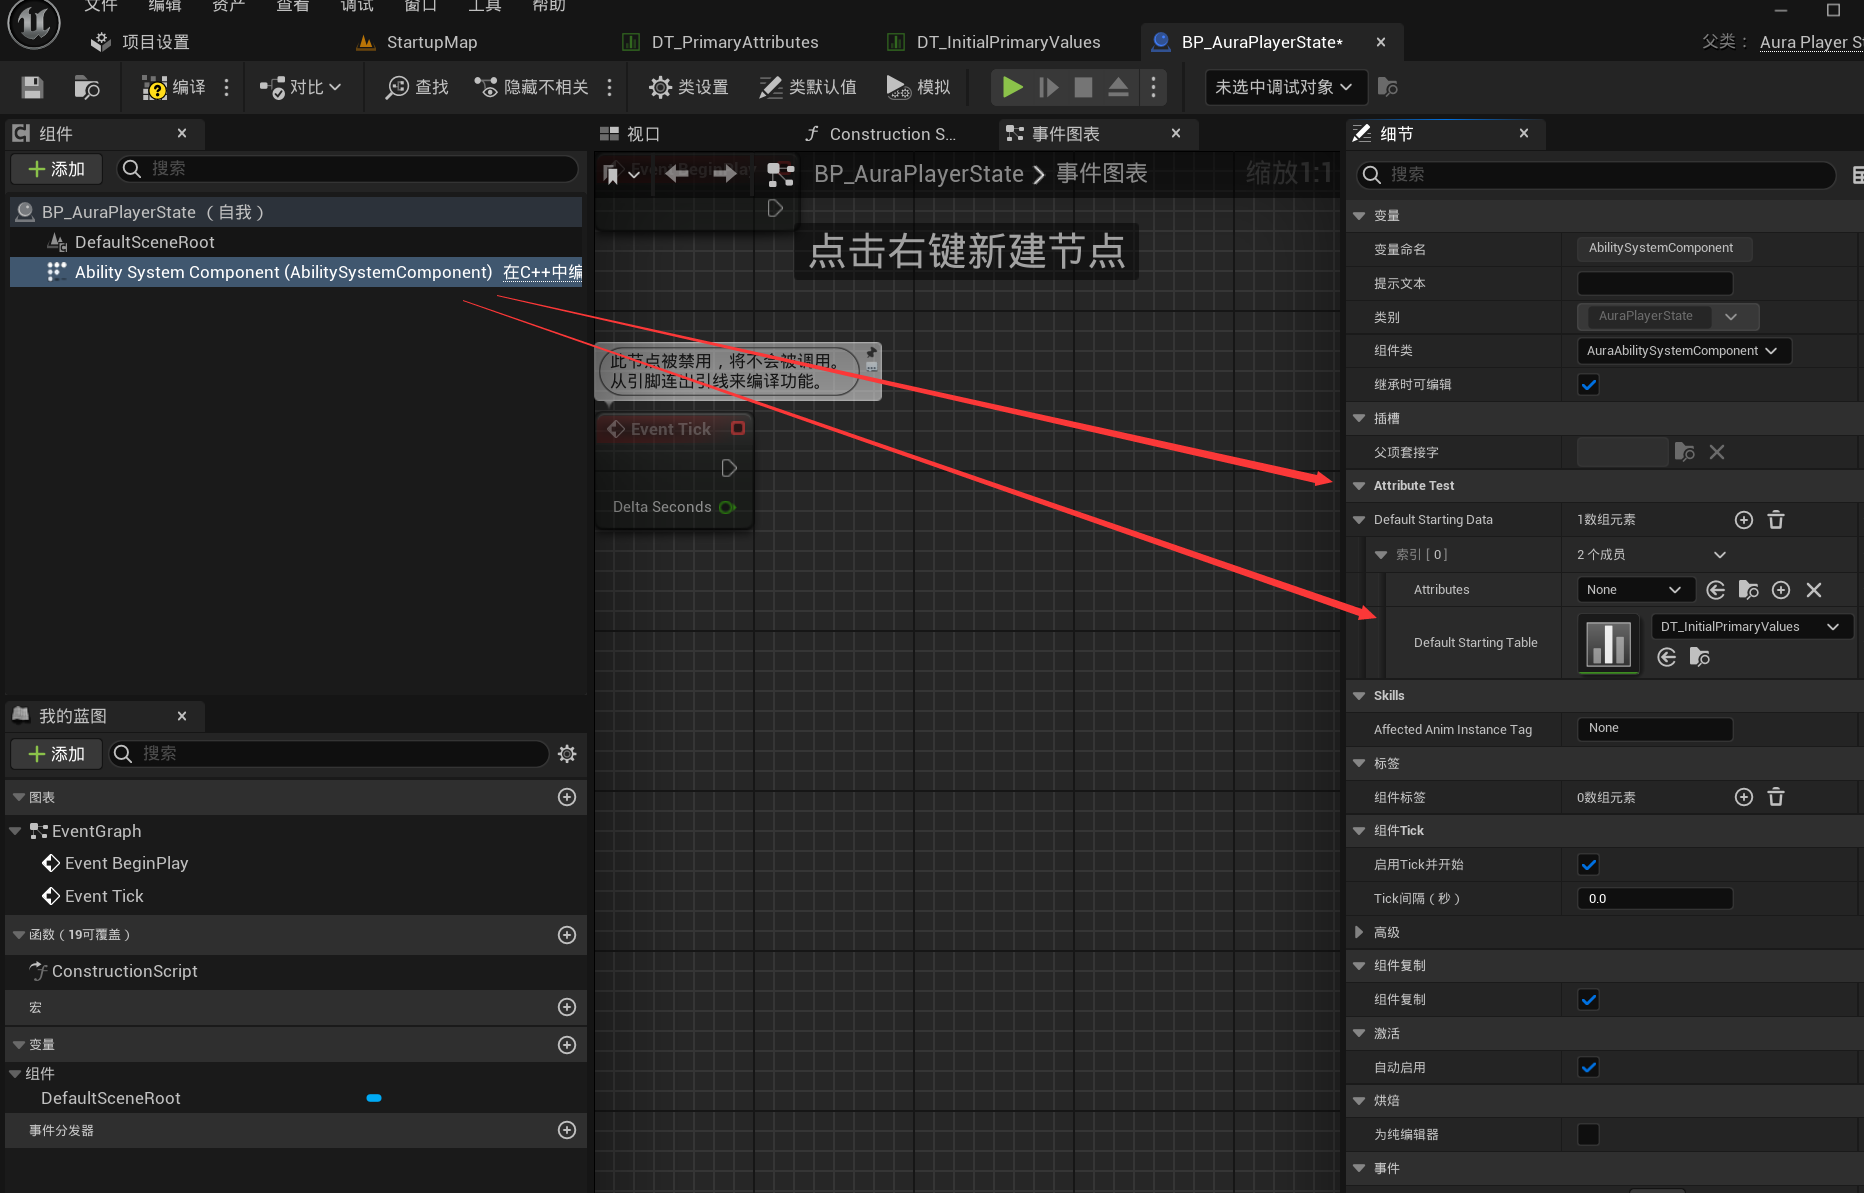 文件 编辑 资产 查看 调试 窗口 工具 帮助
项目设置 StartupMap DT_PrimaryAttributes DT_InitialPrimaryValues BP_AuraPlayerState* 父类： Aura Player St
编译 对比 查找 隐藏不相关 类设置 类默认值 模拟 未选中调试对象
组件
添加 搜索
BP_AuraPlayerState （自我）
DefaultSceneRoot
Ability System Component (AbilitySystemComponent) 在C++中编
我的蓝图
添加 搜索
图表
EventGraph
Event BeginPlay
Event Tick
函数（19可覆盖）
ConstructionScript
宏
变量
组件
DefaultSceneRoot
事件分发器
视口 Construction S... 事件图表
Event BeginPlay
BP_AuraPlayerState 事件图表 缩放1:1
点击右键新建节点
此节点被禁用，将不会被调用。
从引脚连出引线来编译功能。
Event Tick
Delta Seconds
细节
搜索
变量
变量命名 AbilitySystemComponent
提示文本
类别 AuraPlayerState
组件类 AuraAbilitySystemComponent
继承时可编辑
插槽
父项套接字
Attribute Test
Default Starting Data 1数组元素
索引 [ 0 ] 2 个成员
Attributes None
Default Starting Table DT_InitialPrimaryValues
Skills
Affected Anim Instance Tag None
标签
组件标签 0数组元素
组件Tick
启用Tick并开始
Tick间隔（秒） 0.0
高级
组件复制
组件复制
激活
自动启用
烘焙
为纯编辑器
事件